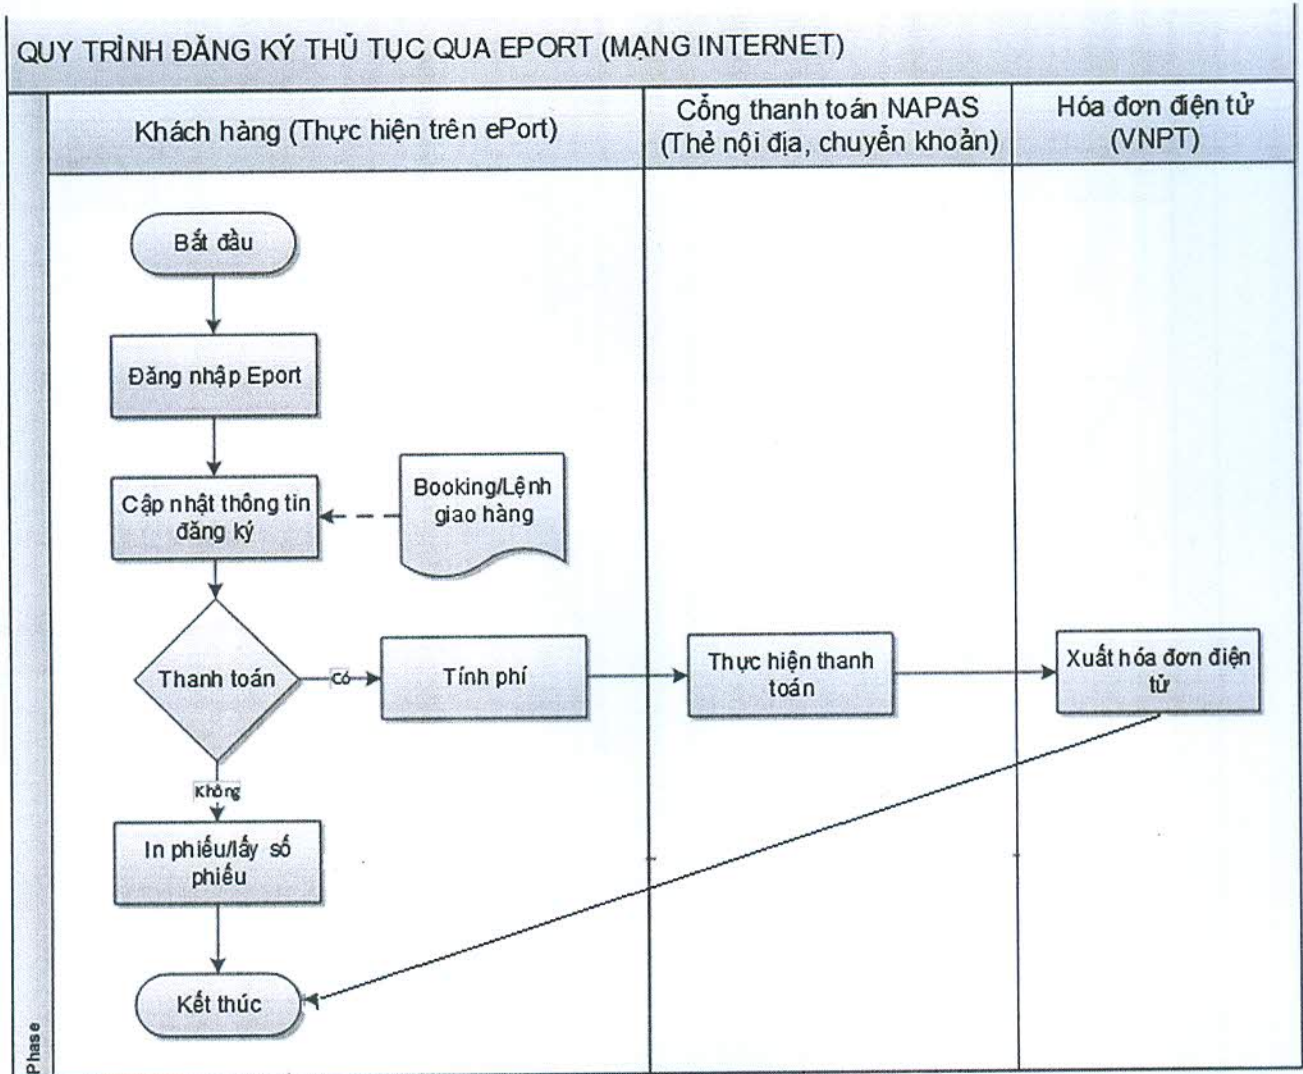 QUY TRÌNH ĐĂNG KÝ THỦ TỤC QUA EPORT (MẠNG INTERNET)
Khách hàng (Thực hiện trên ePort)
Cổng thanh toán NAPAS
(Thẻ nội địa, chuyển khoản)
Hóa đơn điện tử
(VNPT)
Bắt đầu
Đăng nhập Eport
Cập nhật thông tin
đăng ký
Booking/Lệnh
giao hàng
Thanh toán
Có
Tính phí
Thực hiện thanh
toán
Xuất hóa đơn điện
tử
Không
In phiếu/lấy số
phiếu
Kết thúc
Phase